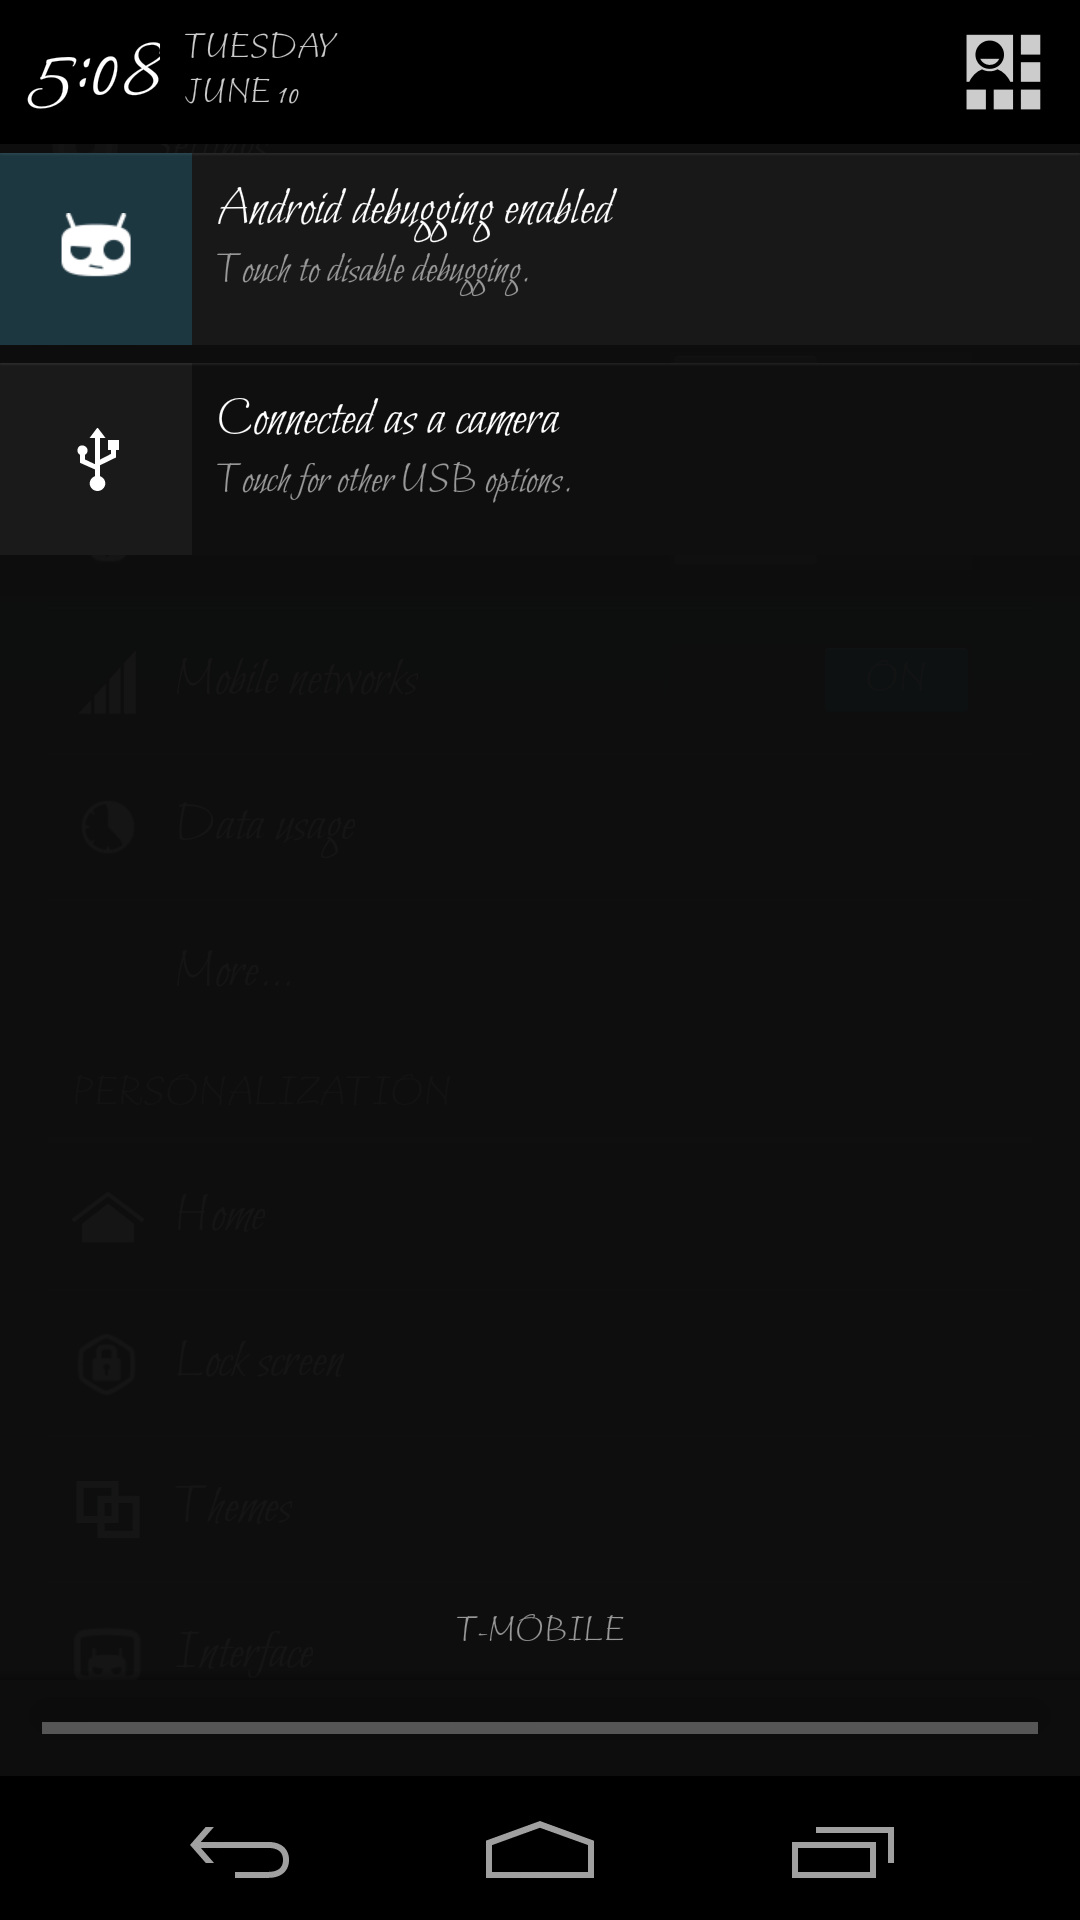 5:08
TUESDAY
JUNE 10
Settings
Android debugging enabled
Touch to disable debugging.
Connected as a camera
Touch for other USB options.
Mobile networks
ON
Data usage
More...
PERSONALIZATION
Home
Lock screen
Themes
T-MOBILE
Interface